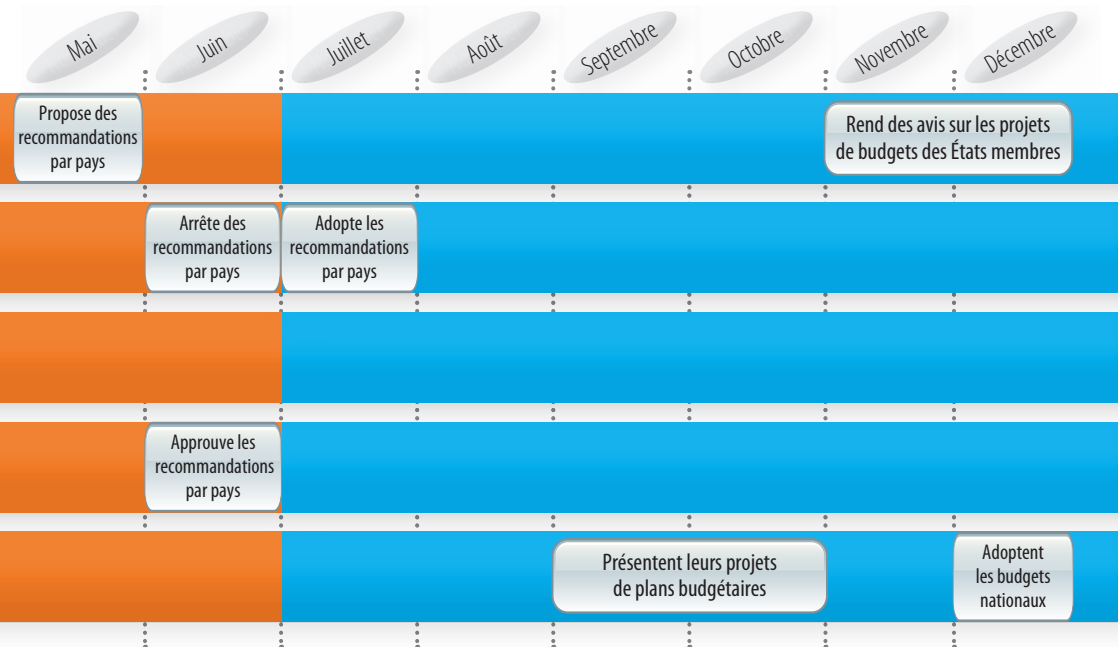 Mai
Juin
Juillet
Août
Septembre
Octobre
Novembre
Décembre
Propose des
recommandations
par pays
Rend des avis sur les projets
de budgets des États membres
Arrête des
recommandations
par pays
Adopte les
recommandations
par pays
Approuve les
recommandations
par pays
Présentent leurs projets
de plans budgétaires
Adoptent
les budgets
nationaux